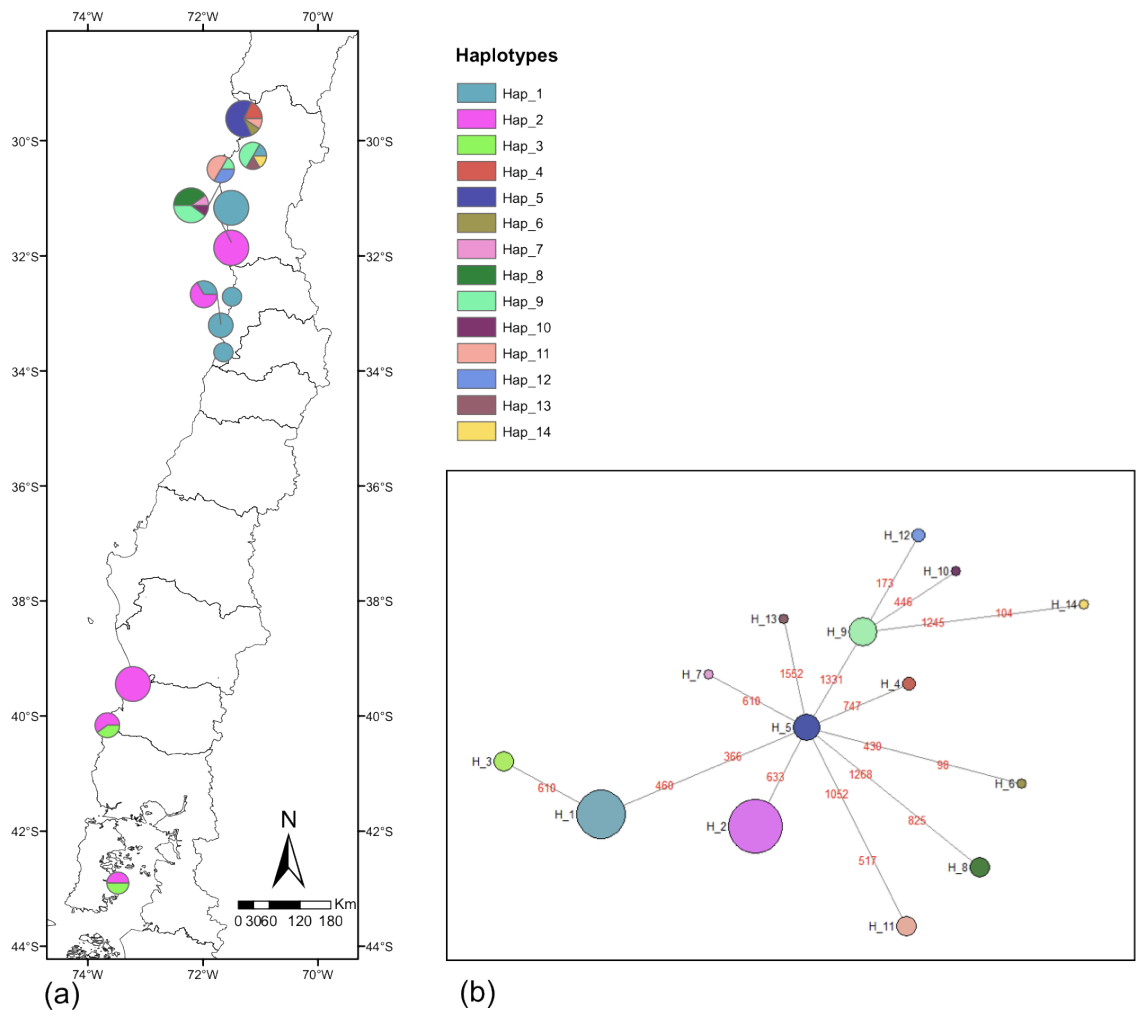 74°W 72°W 70°W
Haplotypes
Hap_1
Hap_2
Hap_3
Hap_4
Hap_5
Hap_6
Hap_7
Hap_8
Hap_9
Hap_10
Hap_11
Hap_12
Hap_13
Hap_14
30°S 30°S
32°S 32°S
34°S 34°S
36°S 36°S
38°S 38°S
40°S 40°S
42°S 42°S
44°S 44°S
N
Km
0 30 60 120 180
74°W 72°W 70°W
(a)
H_12
H_10
173
446
H_14
104
1245
H_13
H_9
1552
1331
H_7
H_4
610
747
H_5
430
366
633
1268
98
H_6
H_3
460
610
1052
H_1
H_2
825
517
H_8
H_11
(b)